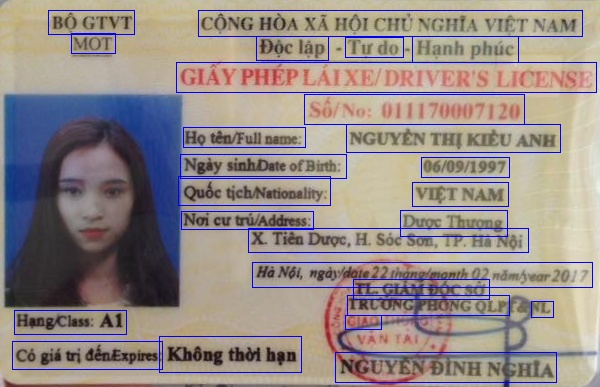 BỘ GTVT
MOT
CỘNG HÒA XÃ HỘI CHỦ NGHĨA VIỆT NAM
Độc lập - Tự do - Hạnh phúc
GIẤY PHÉP LÁI XE/DRIVER'S LICENSE
Số/No: 011170007120
Họ tên/Full name: NGUYỄN THỊ KIỀU ANH
Ngày sinh/Date of Birth: 06/09/1997
Quốc tịch/Nationality: VIỆT NAM
Nơi cư trú/Address: Dược Thượng
X. Tiên Dược, H. Sóc Sơn, TP. Hà Nội
Hà Nội, ngày/date 22 tháng/month 02 năm/year 2017
TL. GIÁM ĐỐC SỞ
TRƯỞNG PHÒNG QLPT&NL
GIAO THÔNG
VẬN TẢI
Hạng/Class: A1
Có giá trị đến/Expires: Không thời hạn
NGUYỄN ĐÌNH NGHĨA